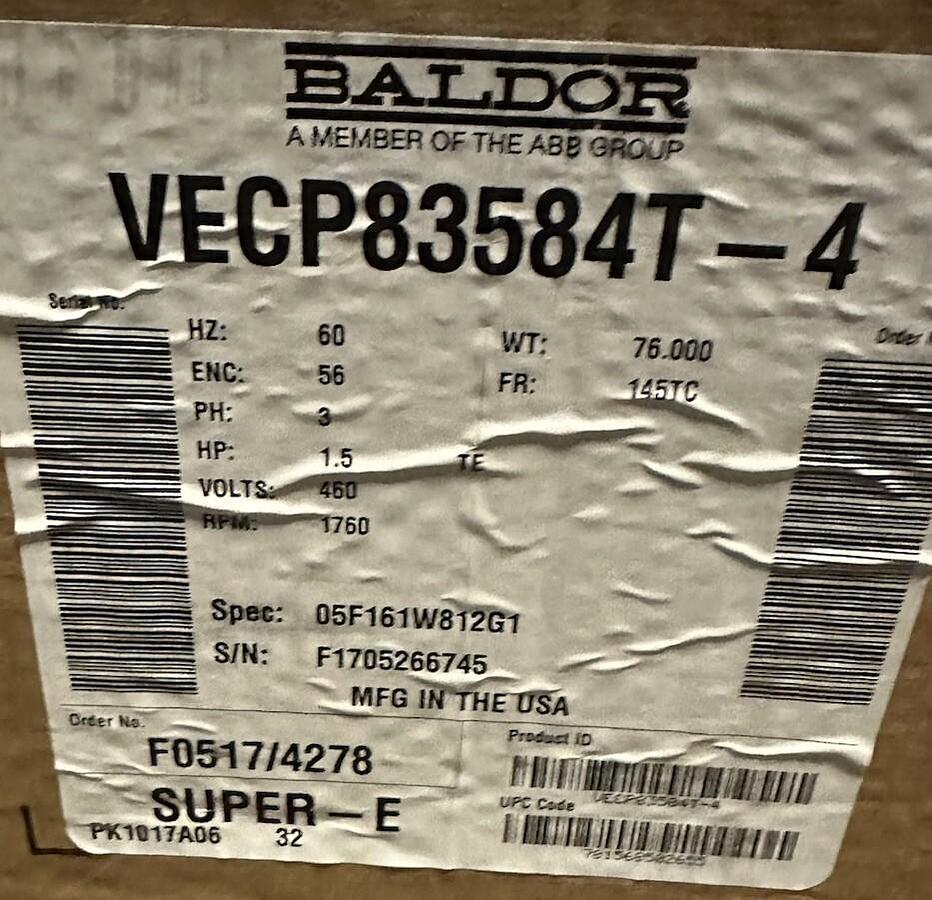 BALDOR
A MEMBER OF THE ABB GROUP
VECP83584T-4
Serial No.
Order
HZ: 60
WT: 76.000
ENC: 56
FR: 145TC
PH: 3
HP: 1.5
TE
VOLTS: 460
RPM: 1760
Spec: 05F161W812G1
S/N: F1705266745
MFG IN THE USA
Order No.
F0517/4278
Product ID
VECP83584T-4
SUPER-E
UPC Code
PK1017A06 32